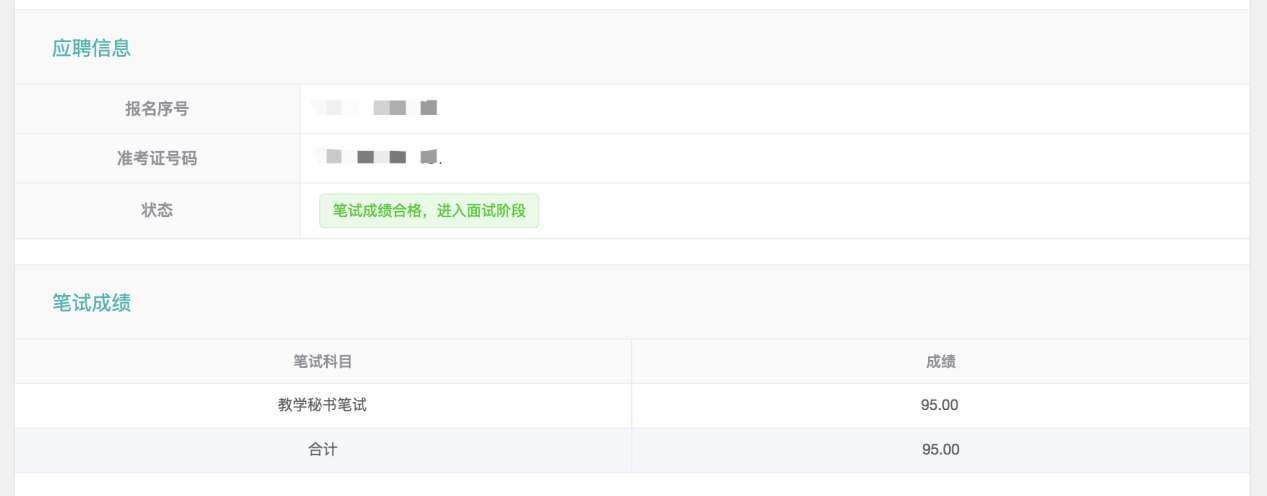 应聘信息
报名序号
准考证号码
状态 笔试成绩合格，进入面试阶段
笔试成绩
笔试科目 成绩
教学秘书笔试 95.00
合计 95.00